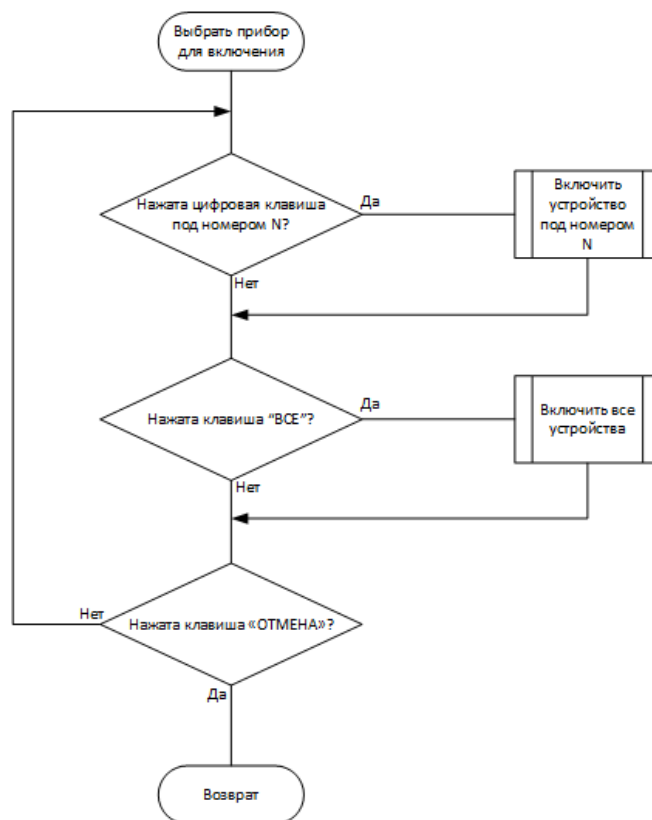 Выбрать прибор
для включения
Нажата цифровая клавиша
под номером N?
Да
Включить
устройство
под номером
N
Нет
Нажата клавиша “ВСЕ”?
Да
Включить все
устройства
Нет
Нажата клавиша «ОТМЕНА»?
Нет
Да
Возврат